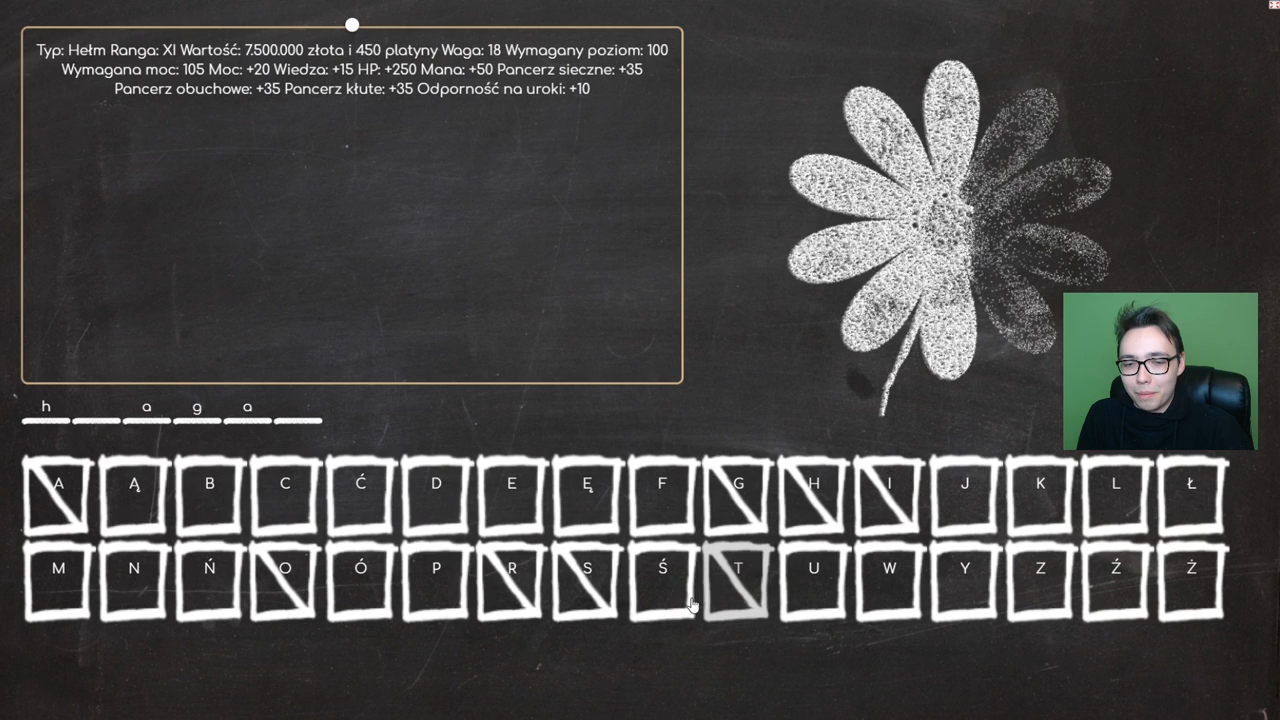 Typ: Hełm Ranga: XI Wartość: 7.500.000 złota i 450 platyny Waga: 18 Wymagany poziom: 100
Wymagana moc: 105 Moc: +20 Wiedza: +15 HP: +250 Mana: +50 Pancerz sieczne: +35
Pancerz obuchowe: +35 Pancerz kłute: +35 Odporność na uroki: +10
h a g a
A Ą B C Ć D E Ę F G H I J K L Ł
M N Ń O Ó P R S Ś T U W Y Z Ź Ż